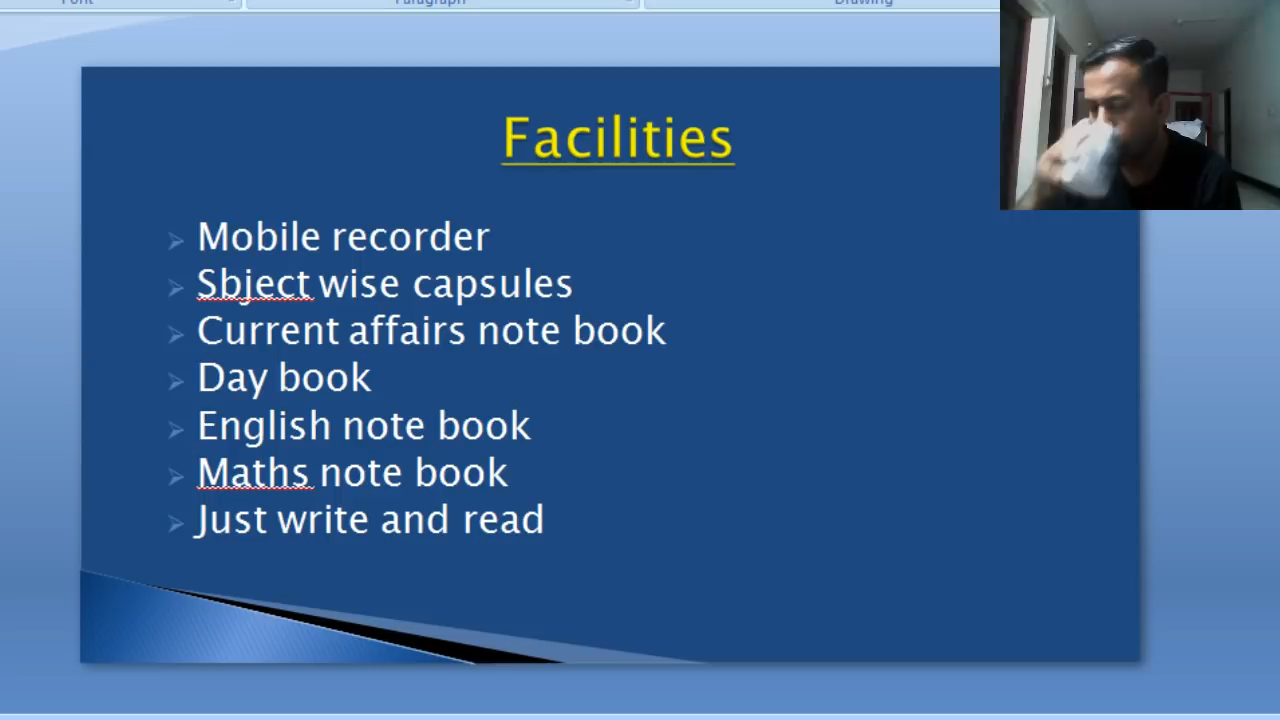 Font Paragraph Drawing
Facilities
Mobile recorder
Sbject wise capsules
Current affairs note book
Day book
English note book
Maths note book
Just write and read